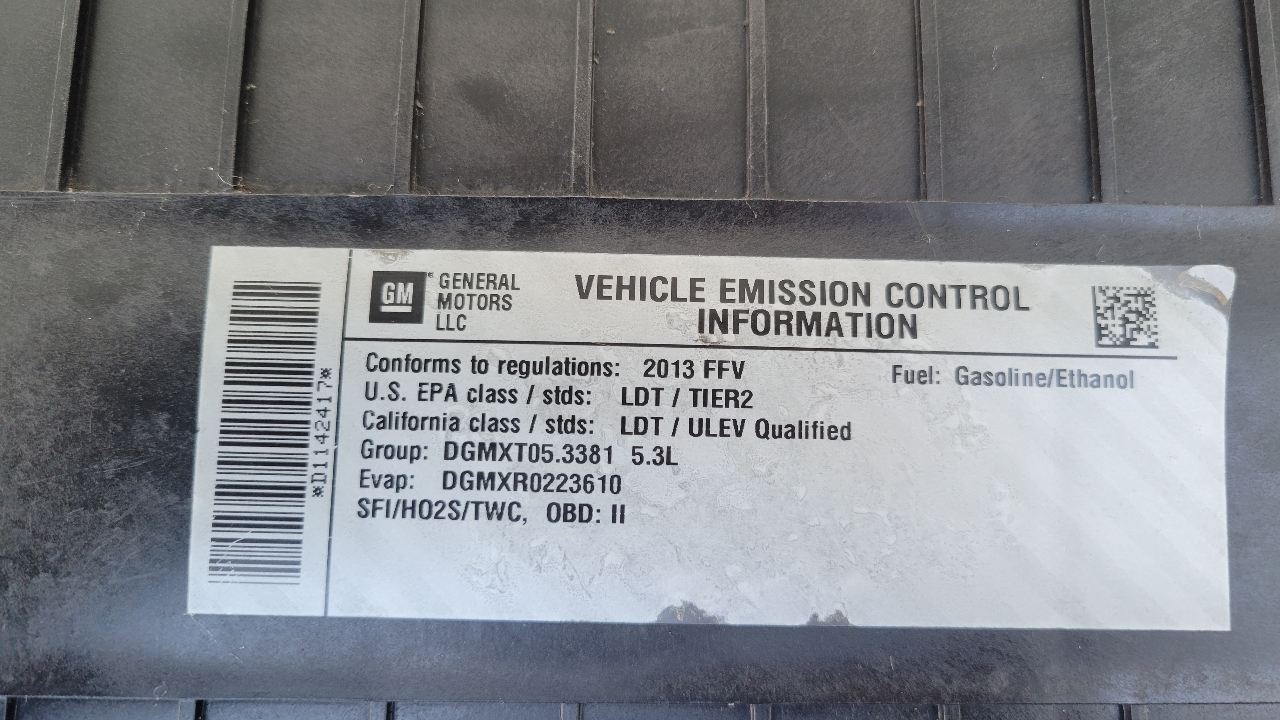 GM
GENERAL
MOTORS
LLC
VEHICLE EMISSION CONTROL
INFORMATION
Conforms to regulations: 2013 FFV
Fuel: Gasoline/Ethanol
U.S. EPA class / stds: LDT / TIER2
California class / stds: LDT / ULEV Qualified
Group: DGMXT05.3381 5.3L
Evap: DGMXR0223610
SFI/HO2S/TWC, OBD: II
*D11142417*